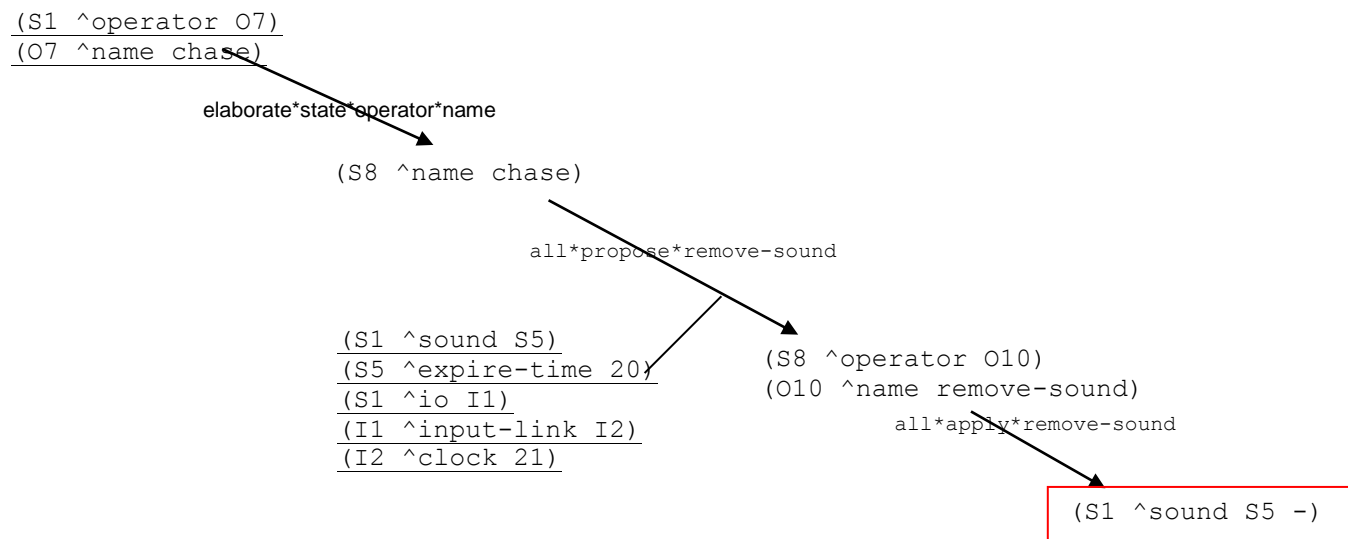 (S1 ^operator O7)
(O7 ^name chase)
elaborate*state*operator*name
(S8 ^name chase)
all*propose*remove-sound
(S1 ^sound S5)
(S5 ^expire-time 20)
(S1 ^io I1)
(I1 ^input-link I2)
(I2 ^clock 21)
(S8 ^operator O10)
(O10 ^name remove-sound)
all*apply*remove-sound
(S1 ^sound S5 -)